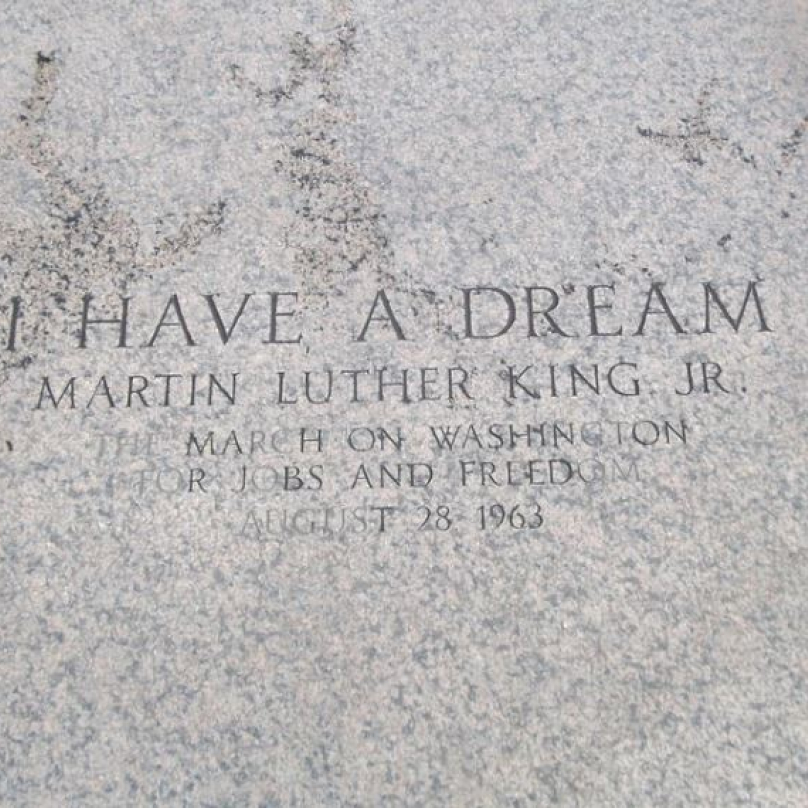 I HAVE A DREAM
MARTIN LUTHER KING JR.
THE MARCH ON WASHINGTON
FOR JOBS AND FREEDOM
AUGUST 28 1963